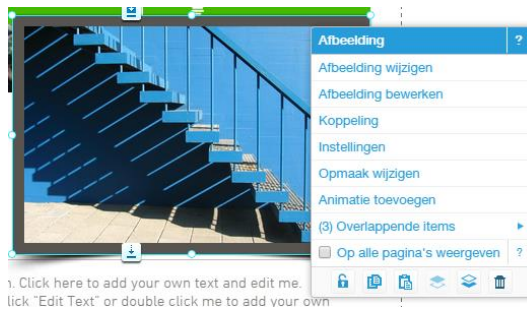 Afbeelding ?
Afbeelding wijzigen
Afbeelding bewerken
Koppeling
Instellingen
Opmaak wijzigen
Animatie toevoegen
(3) Overlappende items
Op alle pagina's weergeven ?
. Click here to add your own text and edit me.
lick "Edit Text" or double click me to add your own